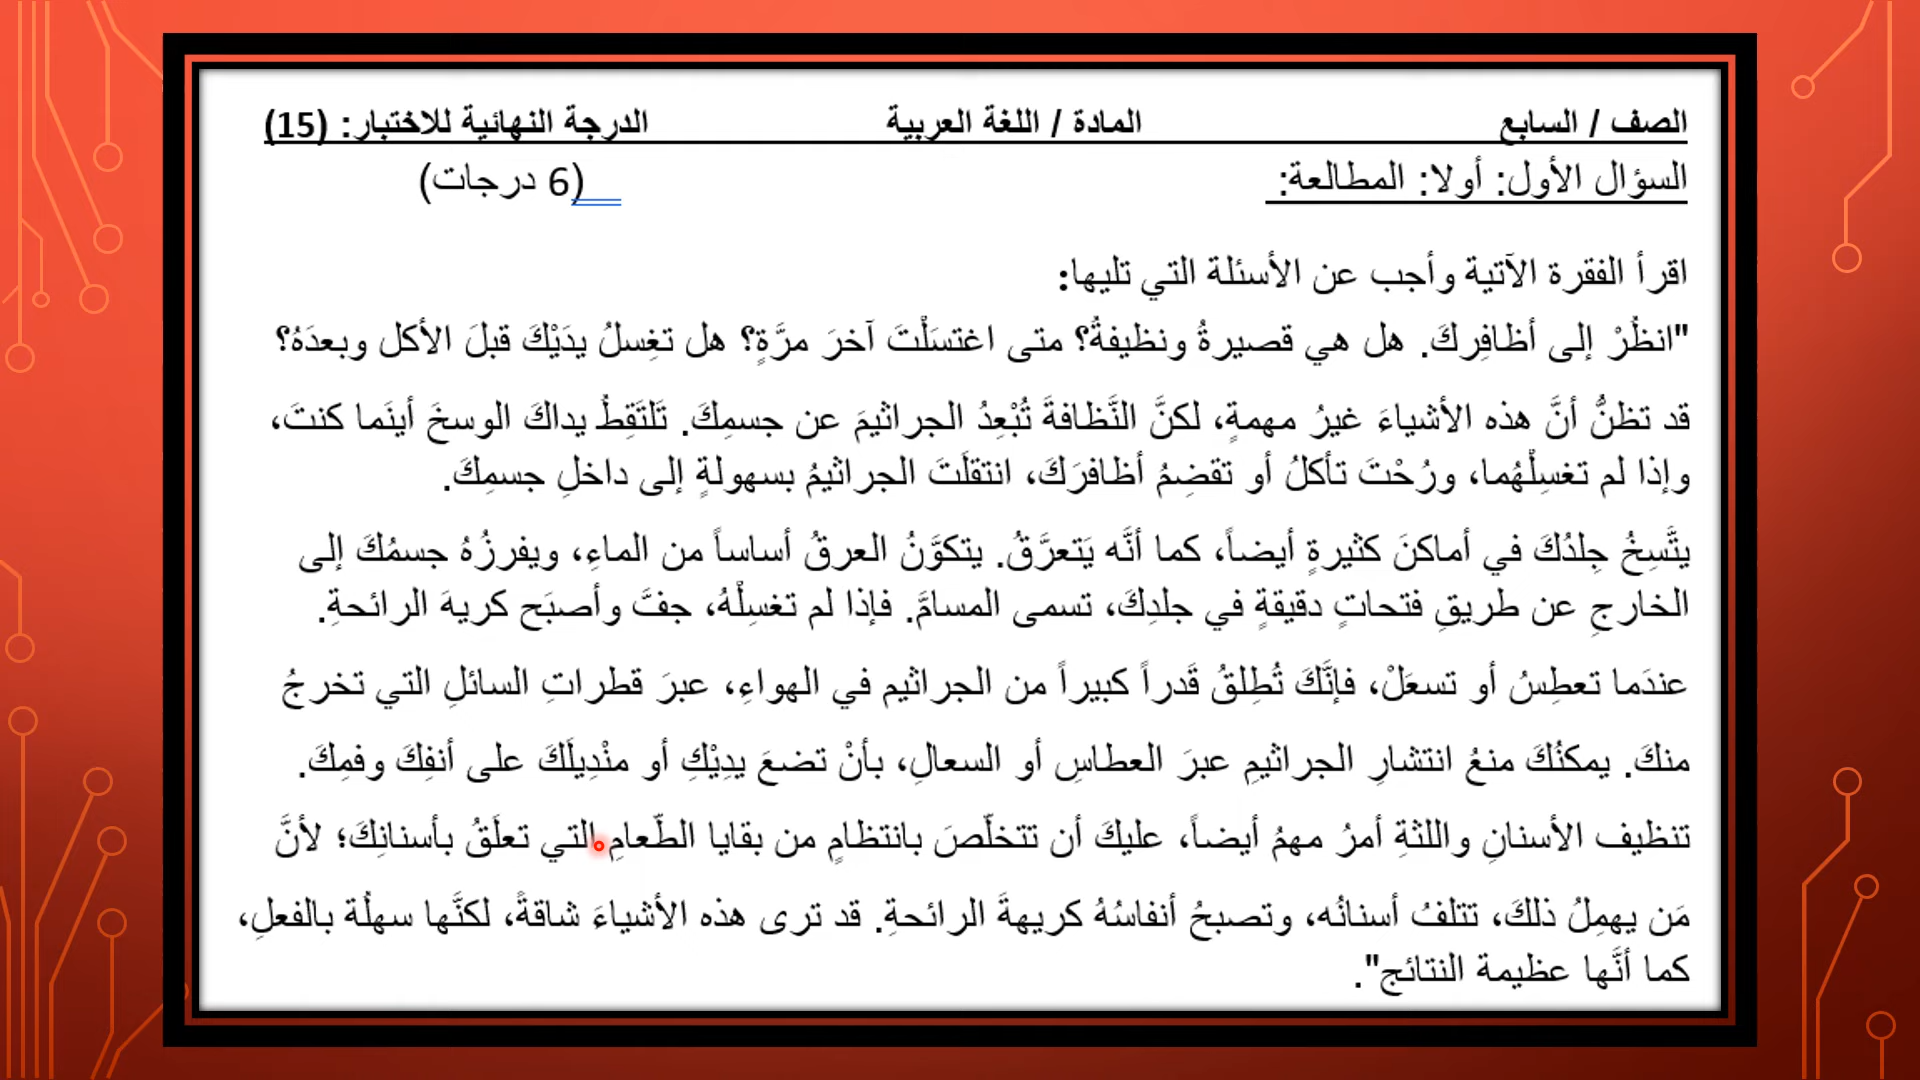 الصف / السابع المادة / اللغة العربية الدرجة النهائية للاختبار: (15)
السؤال الأول: أولا: المطالعة: (6 درجات)
اقرأ الفقرة الآتية وأجب عن الأسئلة التي تليها:
"انظُرْ إلى أظافِركَ. هل هي قصيرةُ ونظيفةُ؟ متى اغتسَلْتَ آخرَ مرَّةٍ؟ هل تغِسلُ يدَيْكَ قبلَ الأكل وبعدَهُ؟
قد تظنُّ أنَّ هذه الأشياءَ غيرُ مهمةٍ، لكنَّ النَّظافةَ تُبْعِدُ الجراثيمَ عن جسمِكَ. تَلتَقِطُ يداكَ الوسخَ أينَما كنتَ،
وإذا لم تغسِلْهُما، ورُحْتَ تأكلُ أو تقضِمُ أظافرَكَ، انتقلَتَ الجراثيمُ بسهولةٍ إلى داخلِ جسمِكَ.
يتَّسِخُ جِلدُكَ في أماكنَ كثيرةٍ أيضاً، كما أنَّه يَتعرَّقُ. يتكوَّنُ العرقُ أساساً من الماءِ، ويفرزُهُ جسمُكَ إلى
الخارجِ عن طريقِ فتحاتٍ دقيقةٍ في جلدِكَ، تسمى المسامَّ. فإذا لم تغسِلْهُ، جفَّ وأصبَح كريهَ الرائحةِ.
عندَما تعطِسُ أو تسعَلْ، فإنَّكَ تُطِلقُ قَدراً كبيراً من الجراثيم في الهواءِ، عبرَ قطراتِ السائلِ التي تخرجُ
منكَ. يمكنُكَ منعُ انتشارِ الجراثيمِ عبرَ العطاسِ أو السعالِ، بأنْ تضعَ يدِيْكِ أو منْدِيلَكَ على أنفِكَ وفمِكَ.
تنظيف الأسنانِ واللثةِ أمرُ مهمُ أيضاً، عليكَ أن تتخلّصَ بانتظامٍ من بقايا الطّعامِ التي تعلَقُ بأسنانِكَ؛ لأنَّ
مَن يهمِلُ ذلكَ، تتلفُ أسنانُه، وتصبحُ أنفاسُهُ كريهةَ الرائحةِ. قد ترى هذه الأشياءَ شاقةً، لكنَّها سهلُة بالفعلِ،
كما أنَّها عظيمة النتائج".